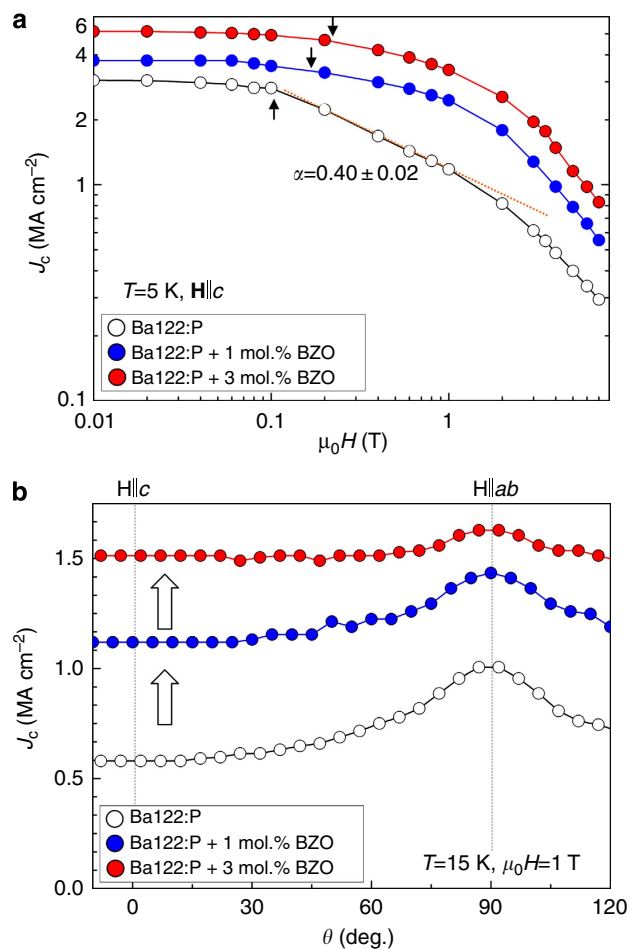 a
6
4
2
1
0.1
J_c (MA cm⁻²)
α=0.40 ± 0.02
T=5 K, H||c
Ba122:P
Ba122:P + 1 mol.% BZO
Ba122:P + 3 mol.% BZO
0.01
0.1
1
μ₀H (T)
b
H||c
H||ab
1.5
1.0
0.5
0.0
J_c (MA cm⁻²)
Ba122:P
Ba122:P + 1 mol.% BZO
Ba122:P + 3 mol.% BZO
T=15 K, μ₀H=1 T
0
30
60
90
120
θ (deg.)